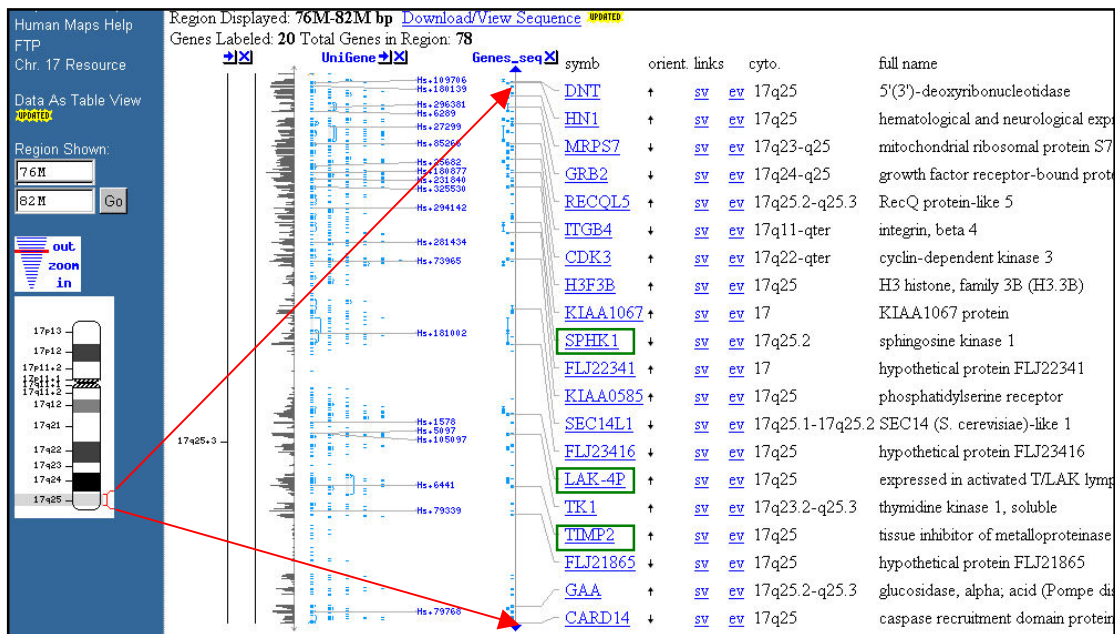 Human Maps Help
FTP
Chr. 17 Resource
Data As Table View
UPDATED
Region Shown:
76M
82M Go
out
zoom
in
17p13
17p12
17p11.2
17p11.1
17q11.2
17q12
17q21
17q22
17q23
17q24
17q25
Region Displayed: 76M-82M bp Download/View Sequence UPDATED
Genes Labeled: 20 Total Genes in Region: 78
UniGene Genes_seq symb orient. links cyto. full name
17q25.3
Hs.109706
Hs.180139
Hs.296381
Hs.6289
Hs.27299
Hs.85266
Hs.180877
Hs.231840
Hs.325530
Hs.294142
Hs.281434
Hs.73965
Hs.181002
Hs.1578
Hs.5097
Hs.105097
Hs.6441
Hs.79339
Hs.79768
DNT sv ev 17q25 5'(3')-deoxyribonucleotidase
HN1 sv ev 17q25 hematological and neurological exp
MRPS7 sv ev 17q23-q25 mitochondrial ribosomal protein S7
GRB2 sv ev 17q24-q25 growth factor receptor-bound prot
RECQL5 sv ev 17q25.2-q25.3 RecQ protein-like 5
ITGB4 sv ev 17q11-qter integrin, beta 4
CDK3 sv ev 17q22-qter cyclin-dependent kinase 3
H3F3B sv ev 17q25 H3 histone, family 3B (H3.3B)
KIAA1067 sv ev 17 KIAA1067 protein
SPHK1 sv ev 17q25.2 sphingosine kinase 1
FLJ22341 sv ev 17 hypothetical protein FLJ22341
KIAA0585 sv ev 17q25 phosphatidylserine receptor
SEC14L1 sv ev 17q25.1-17q25.2 SEC14 (S. cerevisiae)-like 1
FLJ23416 sv ev 17q25 hypothetical protein FLJ23416
LAK-4P sv ev 17q25 expressed in activated T/LAK lymp
TK1 sv ev 17q23.2-q25.3 thymidine kinase 1, soluble
TIMP2 sv ev 17q25 tissue inhibitor of metalloproteinase
FLJ21865 sv ev 17q25 hypothetical protein FLJ21865
GAA sv ev 17q25.2-q25.3 glucosidase, alpha; acid (Pompe di
CARD14 sv ev 17q25 caspase recruitment domain protein